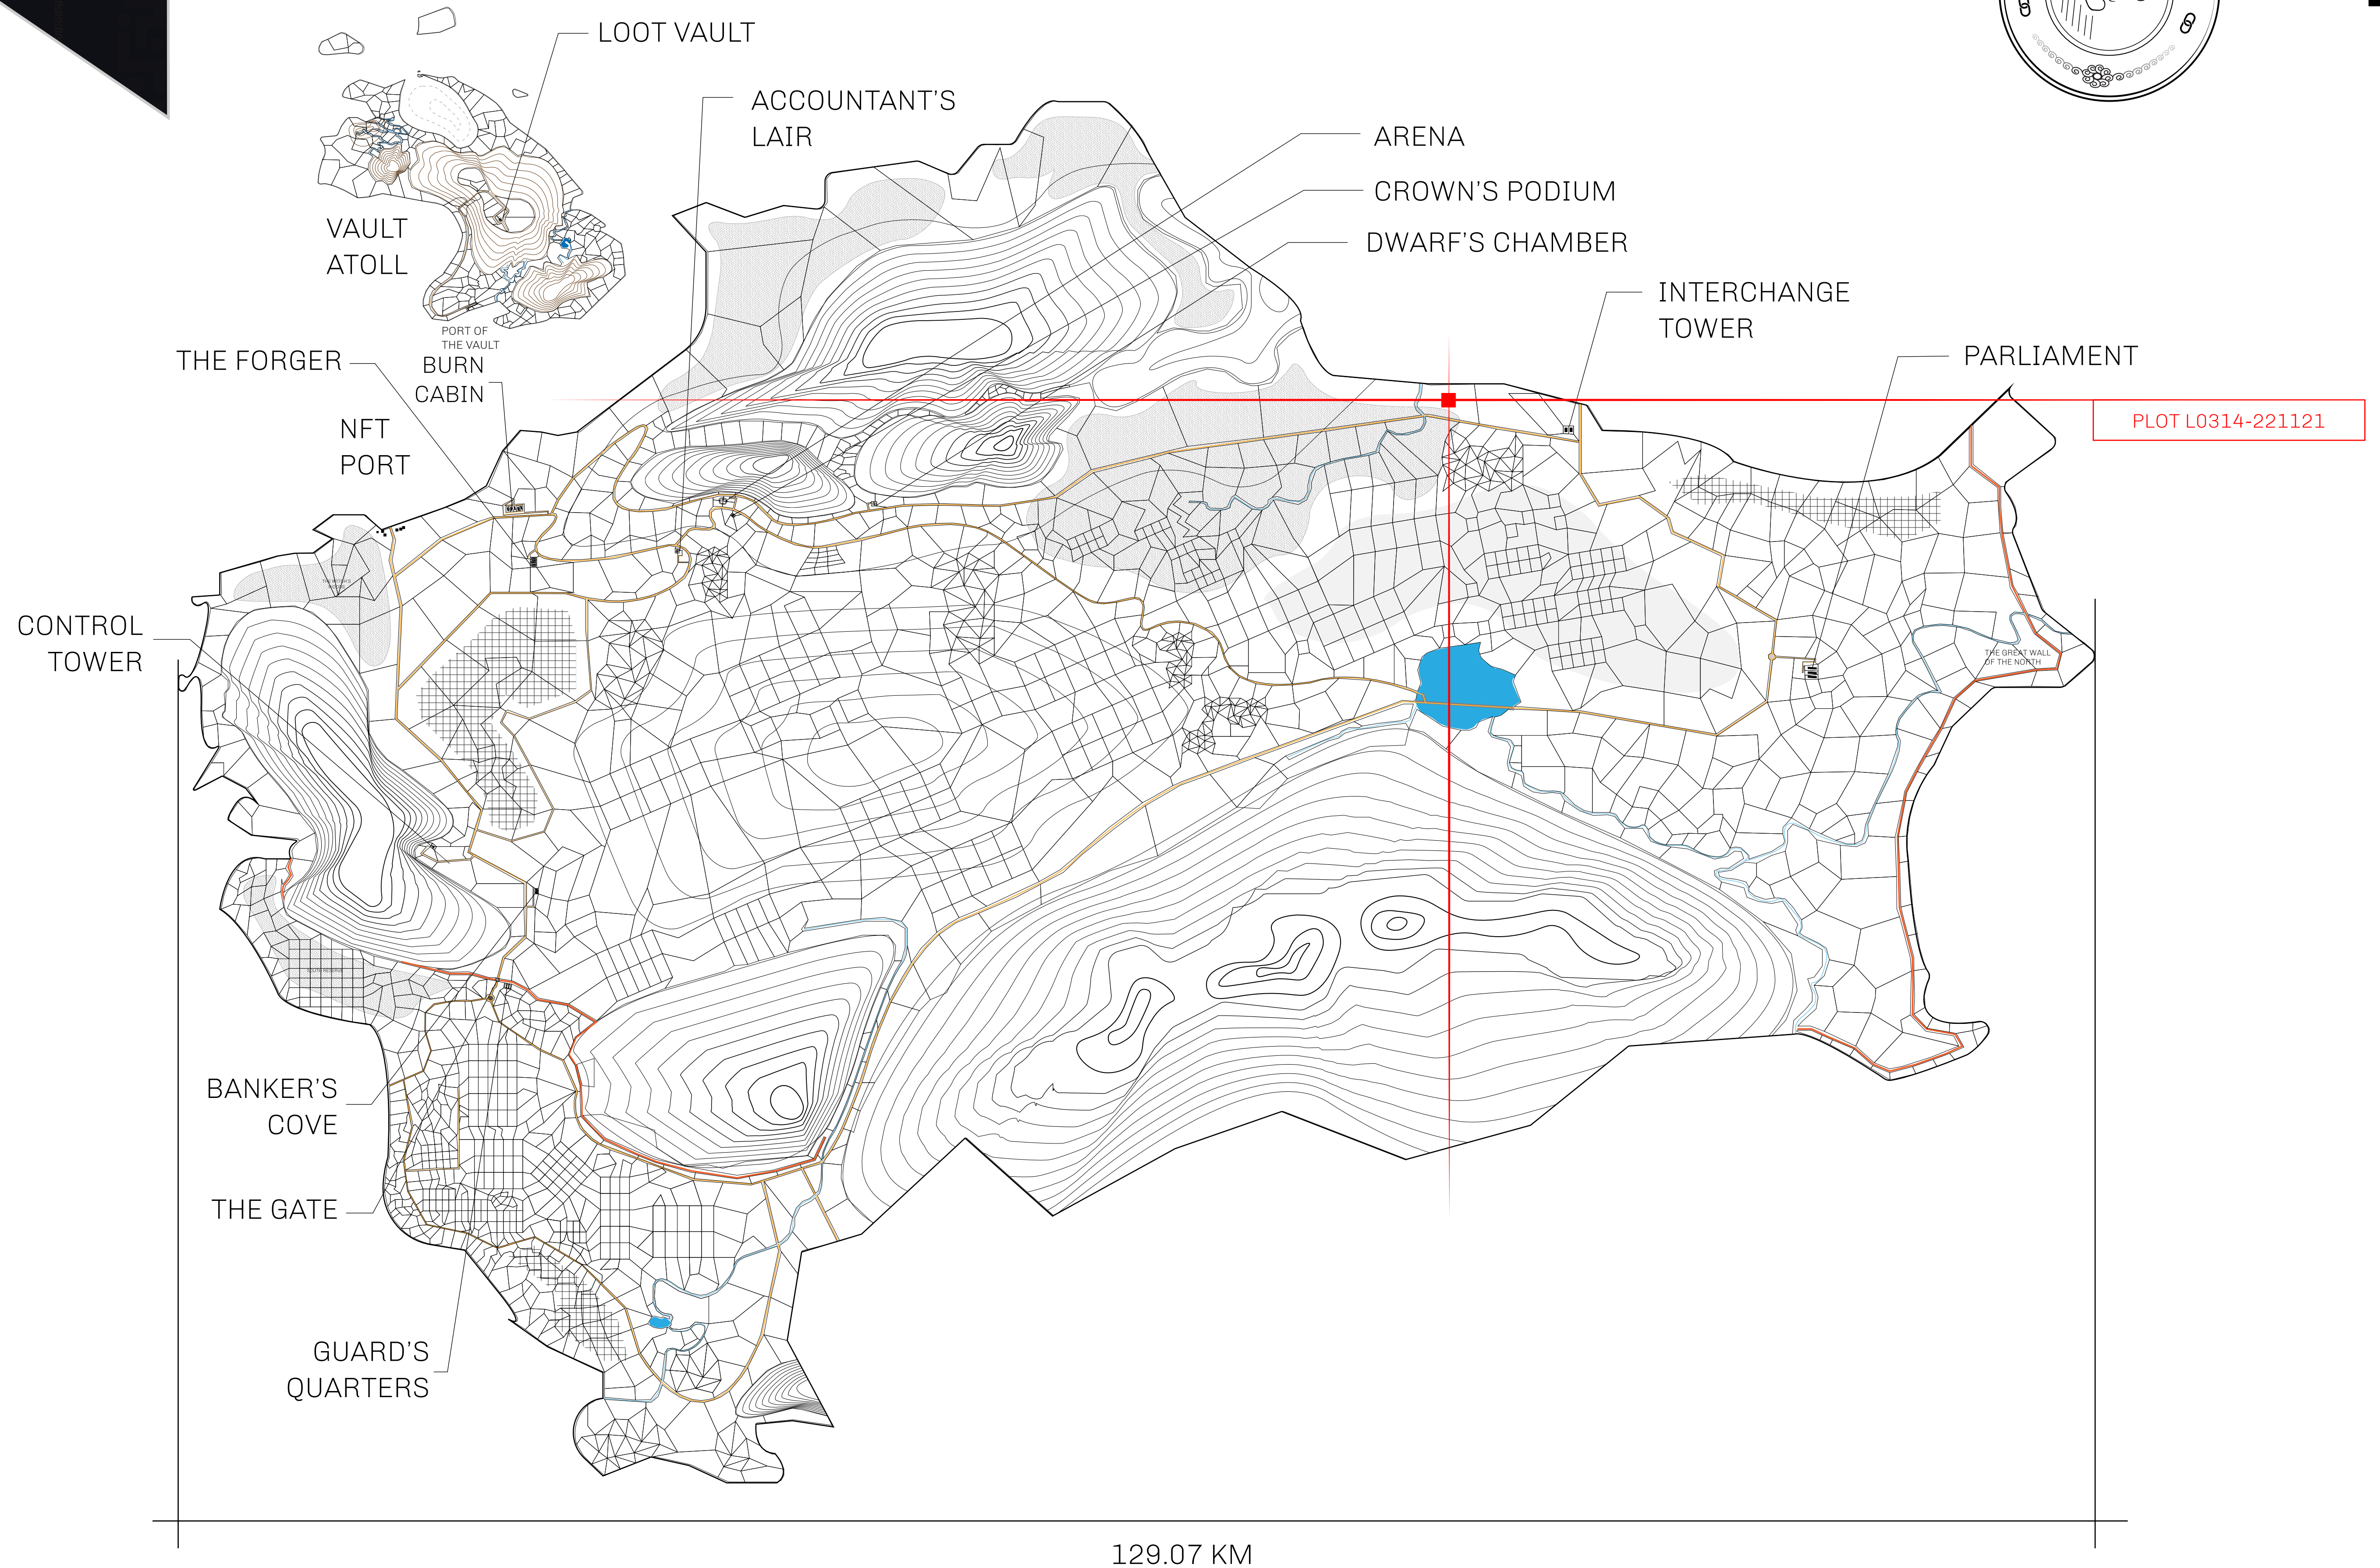 LOOT VAULT
ACCOUNTANT'S
LAIR
ARENA
CROWN'S PODIUM
DWARF'S CHAMBER
VAULT
ATOLL
INTERCHANGE
TOWER
PORT OF
THE VAULT
THE FORGER
BURN
CABIN
PARLIAMENT
PLOT L0314-221121
NFT
PORT
CONTROL
TOWER
THE GREAT WALL
OF THE NORTH
SOUTH RESERVE
BANKER'S
COVE
THE GATE
GUARD'S
QUARTERS
129.07 KM